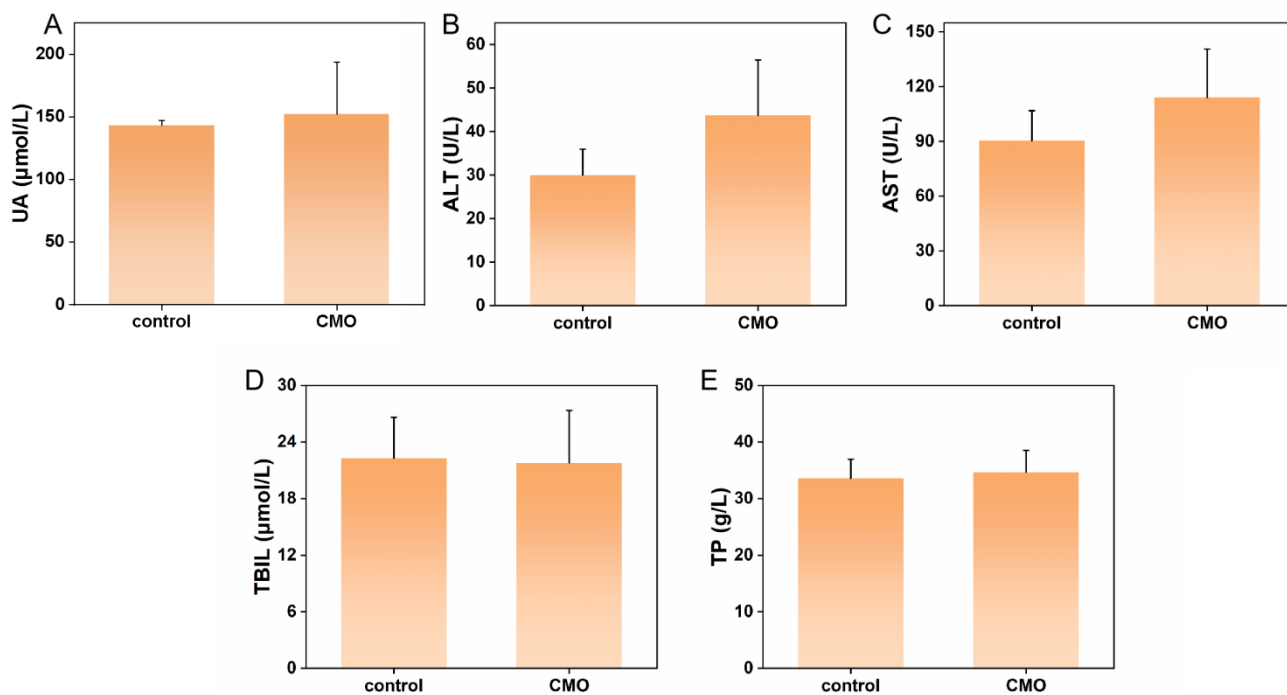 A
UA (μmol/L)
200
150
100
50
0
control CMO
B
ALT (U/L)
60
50
40
30
20
10
0
control CMO
C
AST (U/L)
150
120
90
60
30
0
control CMO
D
TBIL (μmol/L)
30
24
18
12
6
0
control CMO
E
TP (g/L)
50
40
30
20
10
0
control CMO